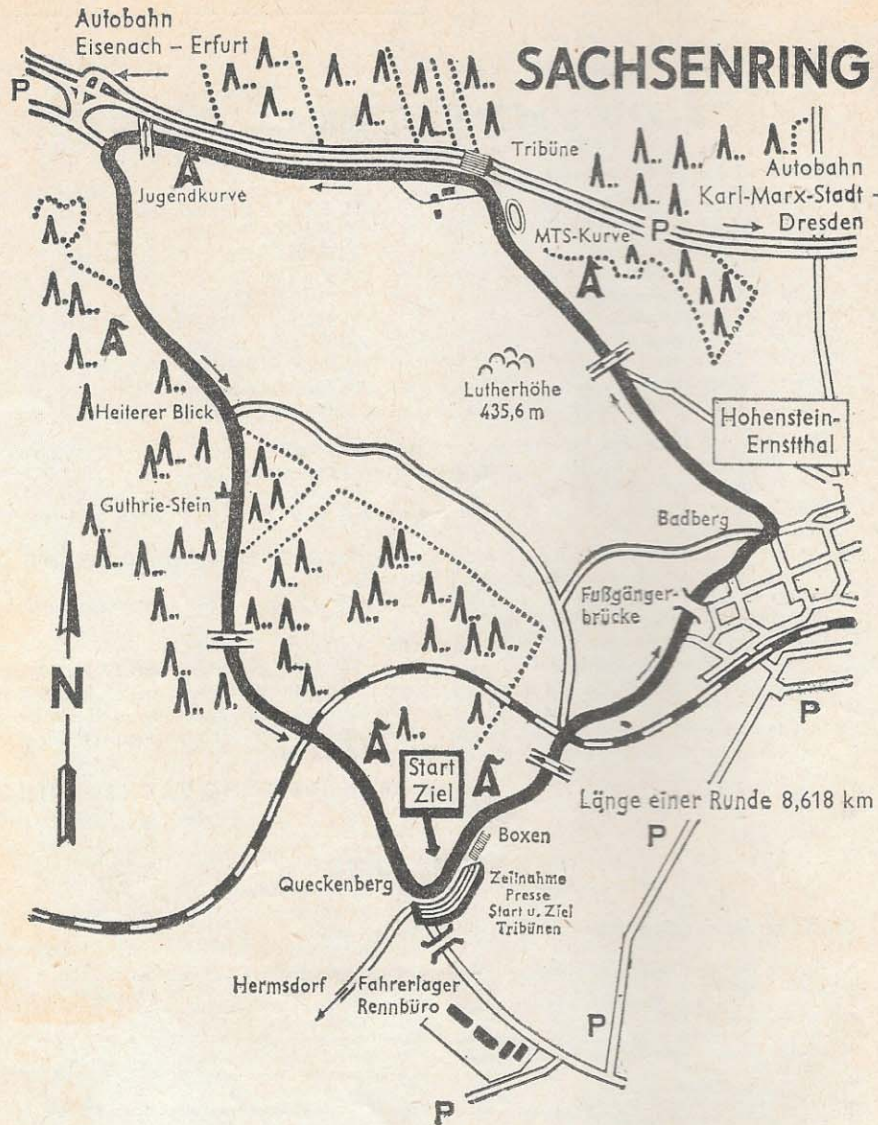 SACHSENRING
Autobahn
Eisenach – Erfurt
P
Tribüne
Autobahn
Karl-Marx-Stadt -
Dresden
Jugendkurve
MTS-Kurve
P
Lutherhöhe
435,6 m
Heiterer Blick
Hohenstein-
Ernstthal
Guthrie-Stein
Badberg
Fußgänger-
brücke
N
P
Start
Ziel
Länge einer Runde 8,618 km
P
Boxen
Queckenberg
Zeitnahme
Presse
Start u. Ziel
Tribünen
Hermsdorf
Fahrerlager
Rennbüro
P
P